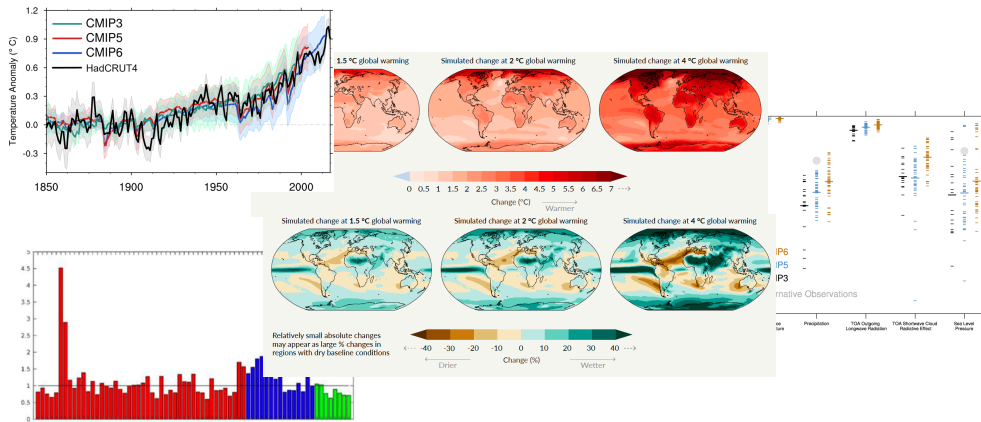 1.2
0.9
0.6
0.3
0.0
-0.3
Temperature Anomaly (° C)
CMIP3
CMIP5
CMIP6
HadCRUT4
1850
1900
1950
2000
1.5 °C global warming
Simulated change at 2 °C global warming
Simulated change at 4 °C global warming
0 0.5 1 1.5 2 2.5 3 3.5 4 4.5 5 5.5 6 6.5 7
Change (°C)
Warmer
Simulated change at 1.5 °C global warming
Simulated change at 2 °C global warming
Simulated change at 4 °C global warming
Relatively small absolute changes
may appear as large % changes in
regions with dry baseline conditions
-40 -30 -20 -10 0 10 20 30 40
Change (%)
Drier
Wetter
MIP6
IP5
IP3
rnative Observations
Precipitation
TOA Outgoing
Longwave Radiation
TOA Shortwave Cloud
Radiative Effect
Sea Level
Pressure
5
4.5
4
3.5
3
2.5
2
1.5
1
0.5
0